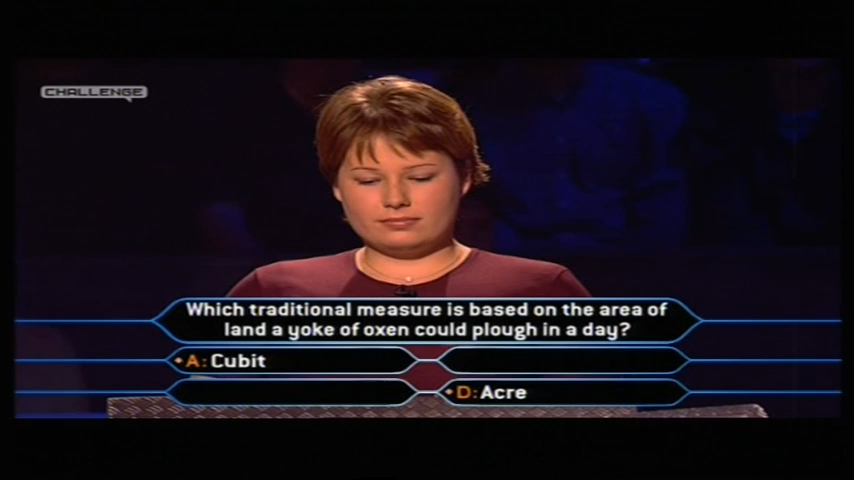 CHALLENGE
Which traditional measure is based on the area of
land a yoke of oxen could plough in a day?
A: Cubit
D: Acre